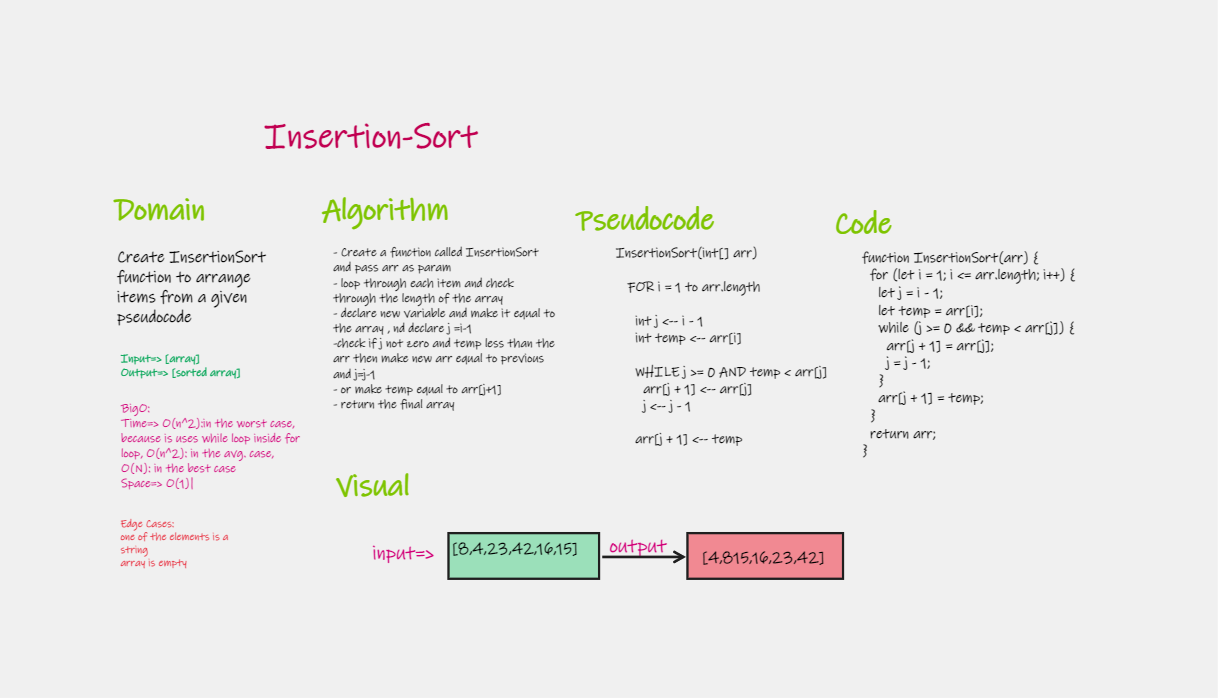 Insertion-Sort
Domain
Create InsertionSort
function to arrange
items from a given
pseudocode
Input=> [array]
Output=> [sorted array]
BigO:
Time=> O(n^2):in the worst case,
because is uses while loop inside for
loop, O(n^2): in the avg. case,
O(N): in the best case
Space=> O(1)|
Edge Cases:
one of the elements is a
string
array is empty
Algorithm
- Create a function called InsertionSort
and pass arr as param
- loop through each item and check
through the length of the array
- declare new variable and make it equal to
the array , nd declare j =i-1
-check if j not zero and temp less than the
arr then make new arr equal to previous
and j=j-1
- or make temp equal to arr[j+1]
- return the final array
Pseudocode
InsertionSort(int[] arr)
FOR i = 1 to arr.length
int j <-- i - 1
int temp <-- arr[i]
WHILE j >= 0 AND temp < arr[j]
arr[j + 1] <-- arr[j]
j <-- j - 1
arr[j + 1] <-- temp
Code
function InsertionSort(arr) {
for (let i = 1; i <= arr.length; i++) {
let j = i - 1;
let temp = arr[i];
while (j >= 0 && temp < arr[j]) {
arr[j + 1] = arr[j];
j = j - 1;
}
arr[j + 1] = temp;
}
return arr;
}
Visual
input=>
[8,4,23,42,16,15]
output
[4,815,16,23,42]